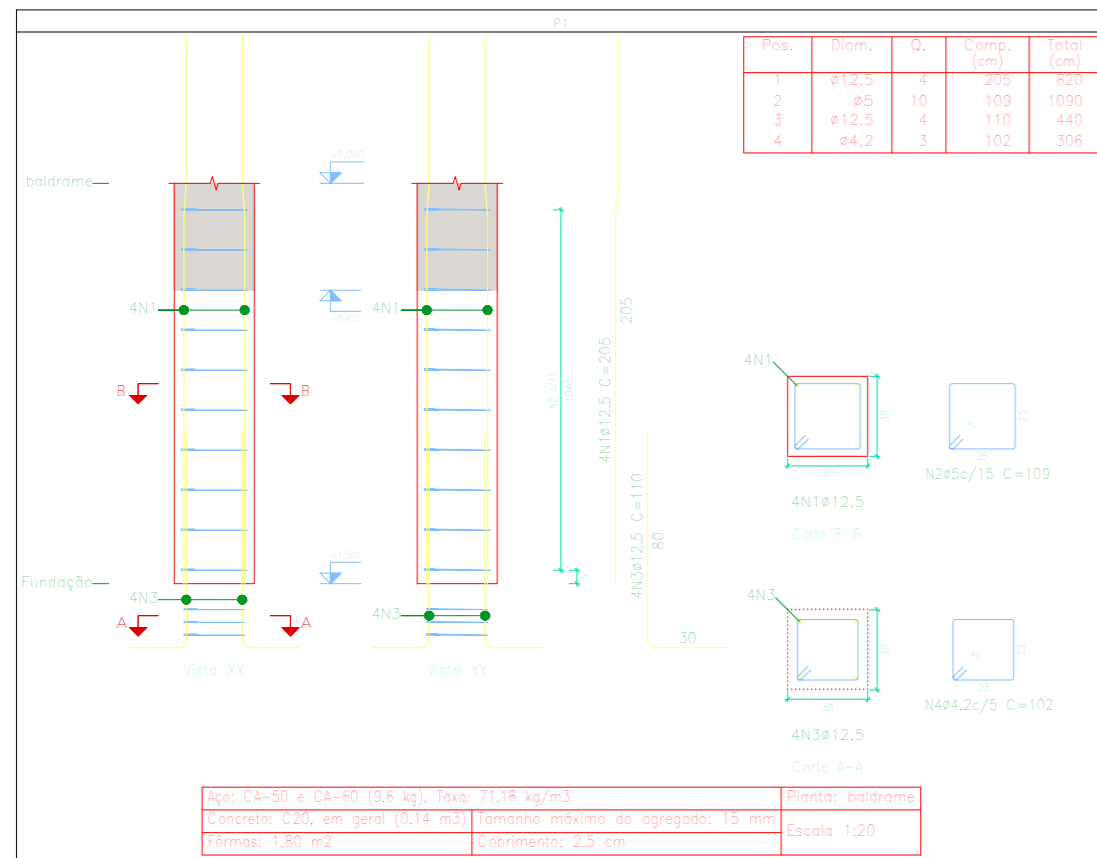 P1
Pos. Diam. Q. Comp. (cm) Total (cm)
1 ø12.5 4 205 820
2 ø5 10 109 1090
3 ø12.5 4 110 440
4 ø4.2 3 102 306
baldrame
+0,000
4N1
4N1
-0,400
B B
N2 c/15
10ø5
4N1ø12.5 C=205
205
4N1
30
30
4N1ø12.5
Corte B-B
5
25
25
N2ø5c/15 C=109
Fundação
-1,500
5
4N3
4N3
A A
Vista XX
Vista YY
4N3ø12.5 C=110
80
30
4N3
30
30
4N3ø12.5
Corte A-A
5
23
23
N4ø4.2c/5 C=102
Aço: CA-50 e CA-60 (9.6 kg). Taxa: 71.18 kg/m3
Planta: baldrame
Concreto: C20, em geral (0.14 m3)
Tamanho máximo do agregado: 15 mm
Escala 1:20
Fôrmas: 1.80 m2
Cobrimento: 2.5 cm